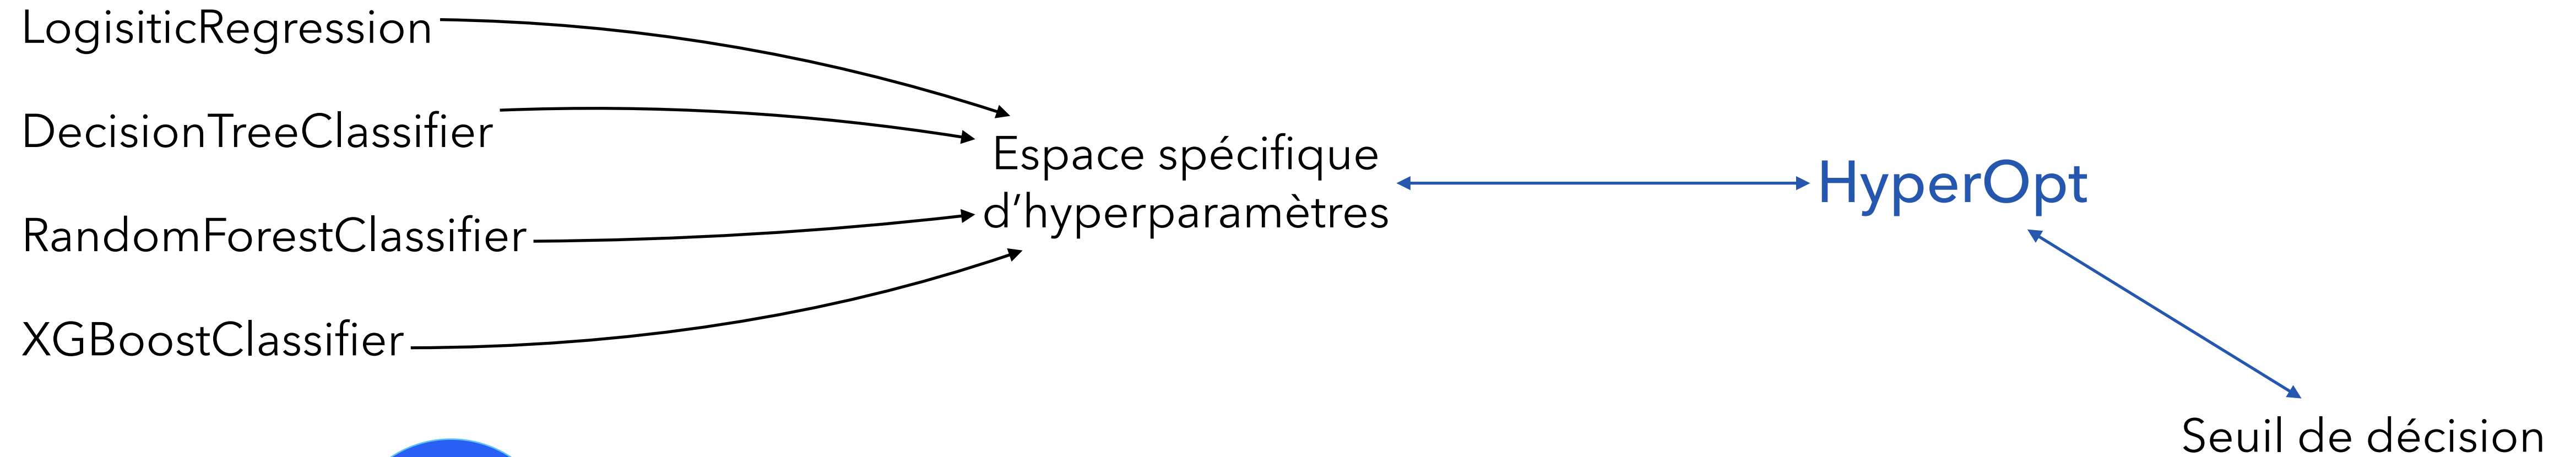 LogisiticRegression
DecisionTreeClassifier
RandomForestClassifier
XGBoostClassifier
Espace spécifique
d’hyperparamètres
HyperOpt
Seuil de décision